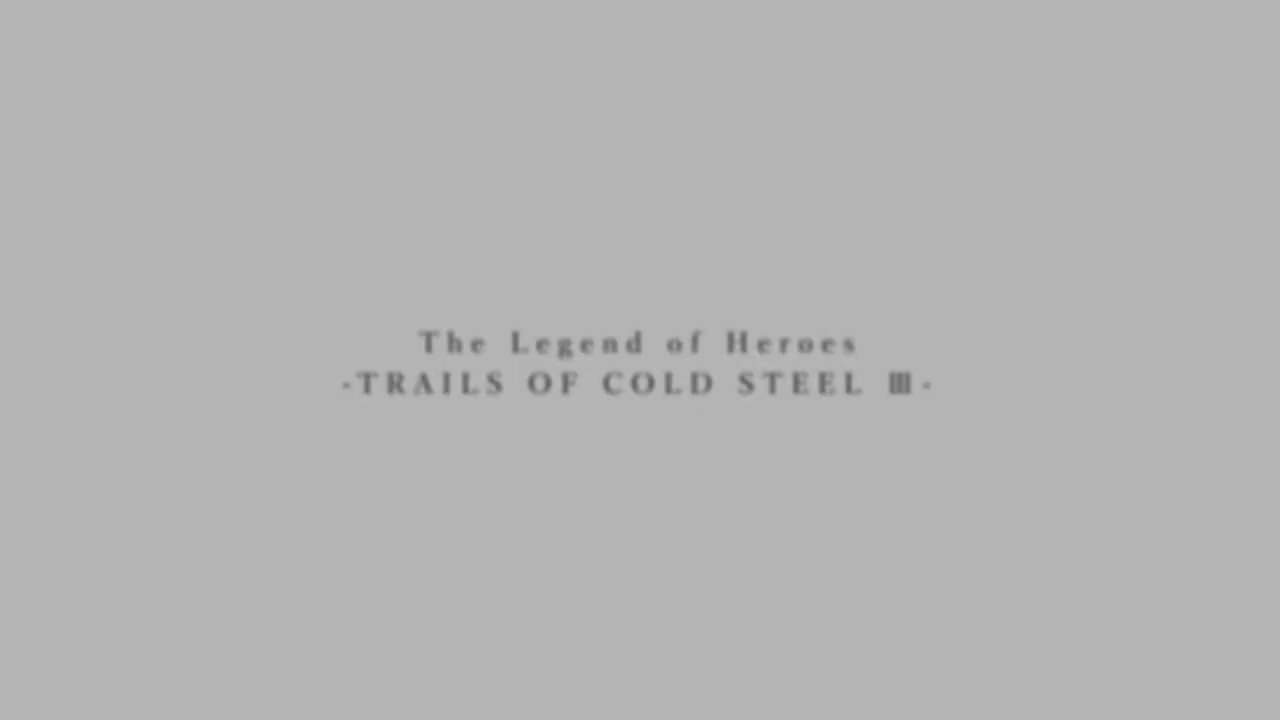 The Legend of Heroes
-TRAILS OF COLD STEEL Ⅲ-